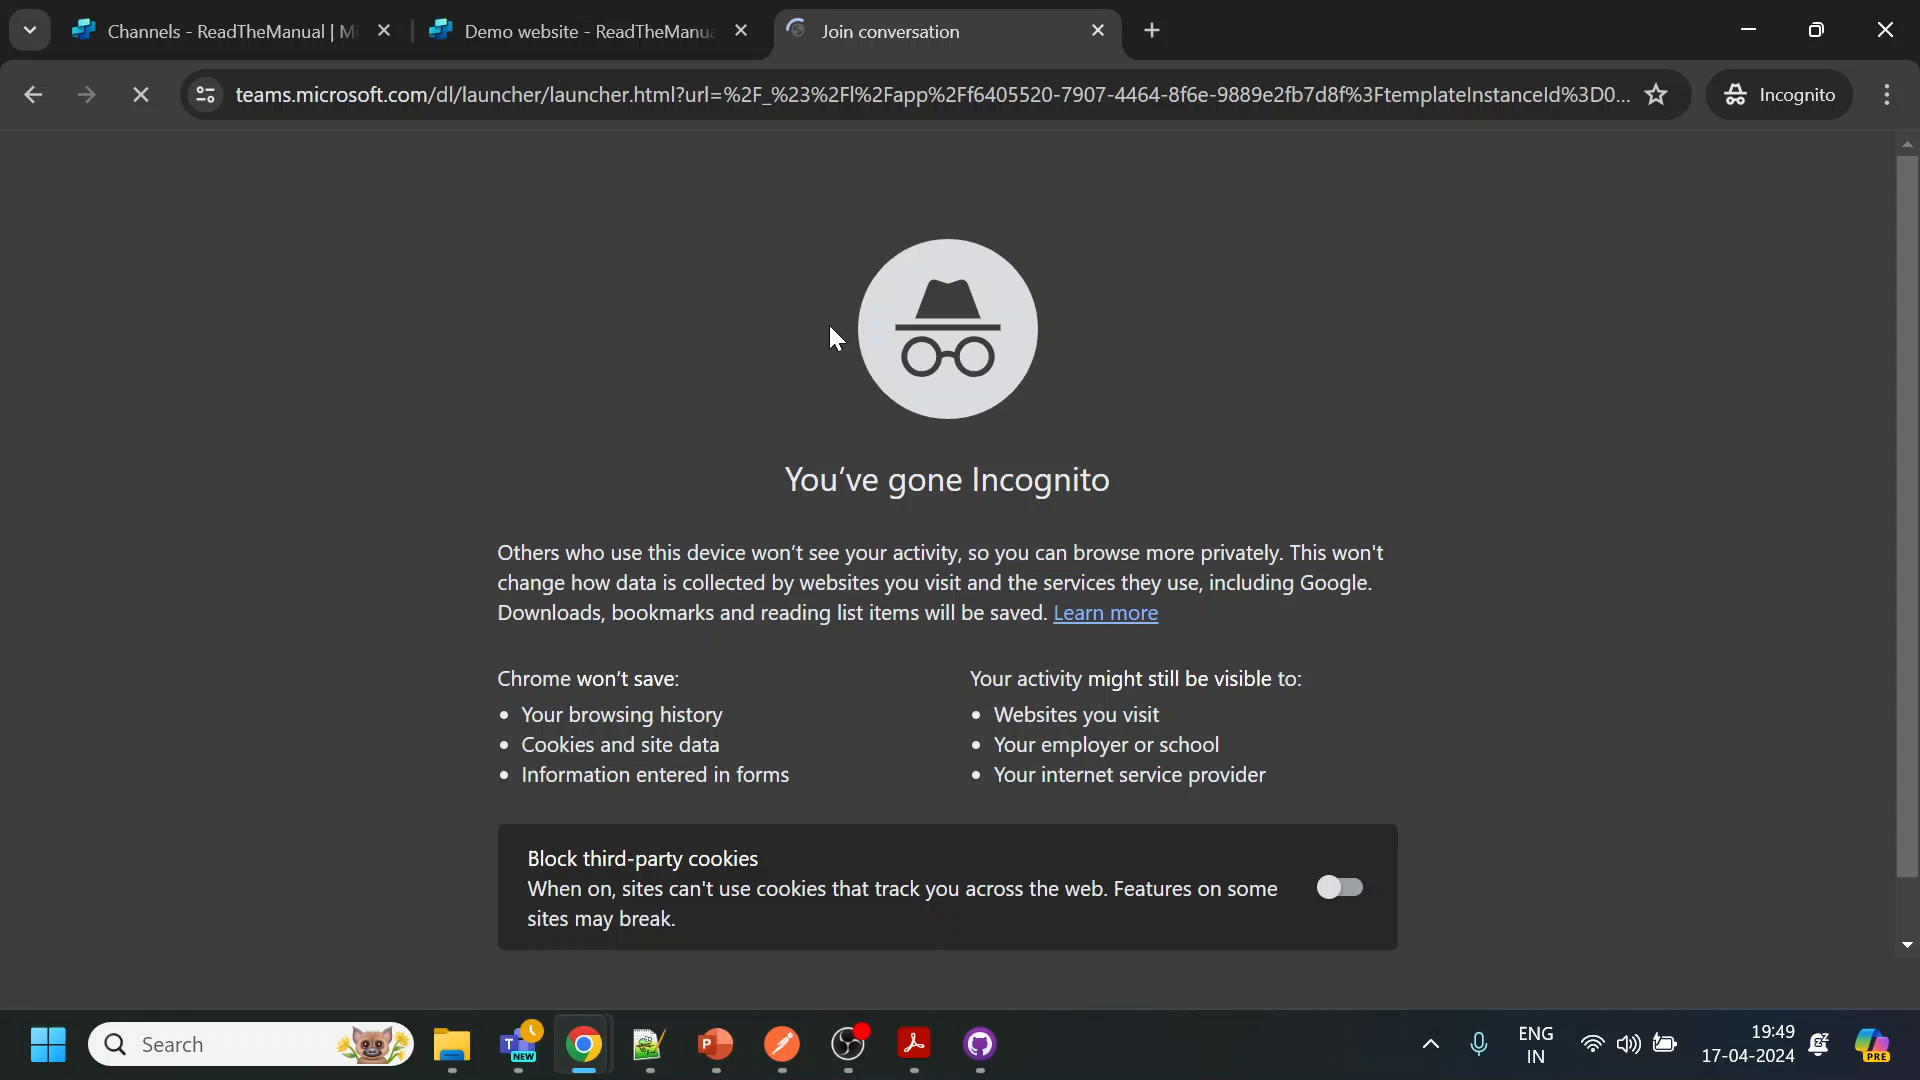 Channels - ReadTheManual | Mi
Demo website - ReadTheManua
Join conversation
teams.microsoft.com/dl/launcher/launcher.html?url=%2F_%23%2Fl%2Fapp%2Ff6405520-7907-4464-8f6e-9889e2fb7d8f%3FtemplateInstanceId%3D0...
Incognito
You've gone Incognito
Others who use this device won't see your activity, so you can browse more privately. This won't
change how data is collected by websites you visit and the services they use, including Google.
Downloads, bookmarks and reading list items will be saved. Learn more
Chrome won't save:
• Your browsing history
• Cookies and site data
• Information entered in forms
Your activity might still be visible to:
• Websites you visit
• Your employer or school
• Your internet service provider
Block third-party cookies
When on, sites can't use cookies that track you across the web. Features on some
sites may break.
Search
NEW
ENG
IN
19:49
17-04-2024
PRE